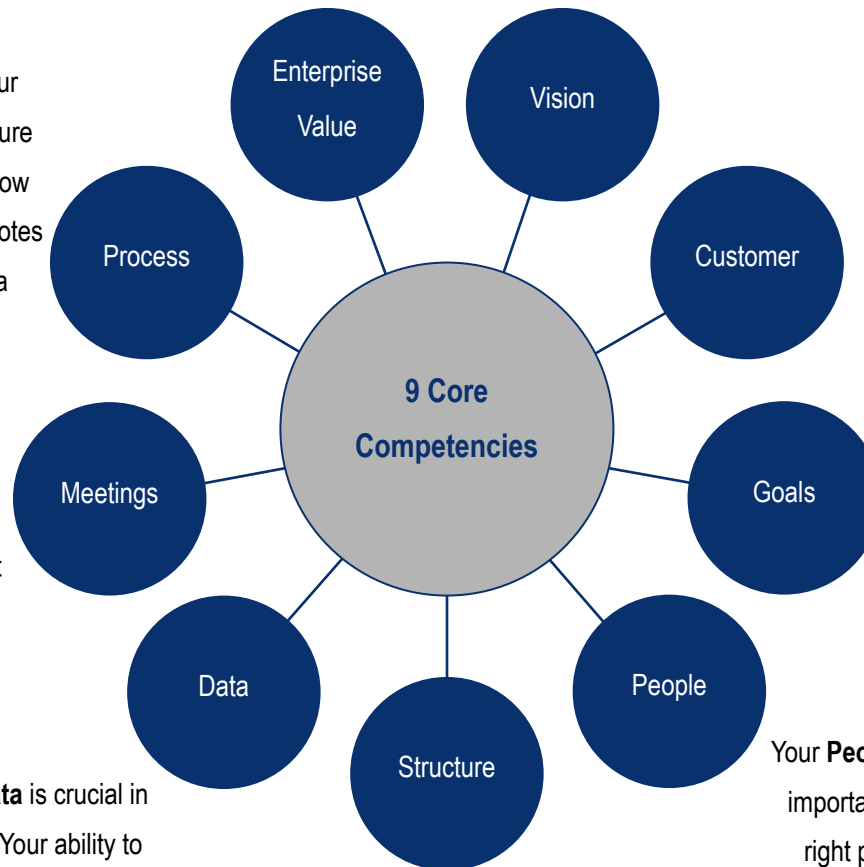 Enterprise
Value
Vision
Customer
Goals
People
Structure
Data
Meetings
Process
9 Core
Competencies
is crucial in
Your ability to
Your
right